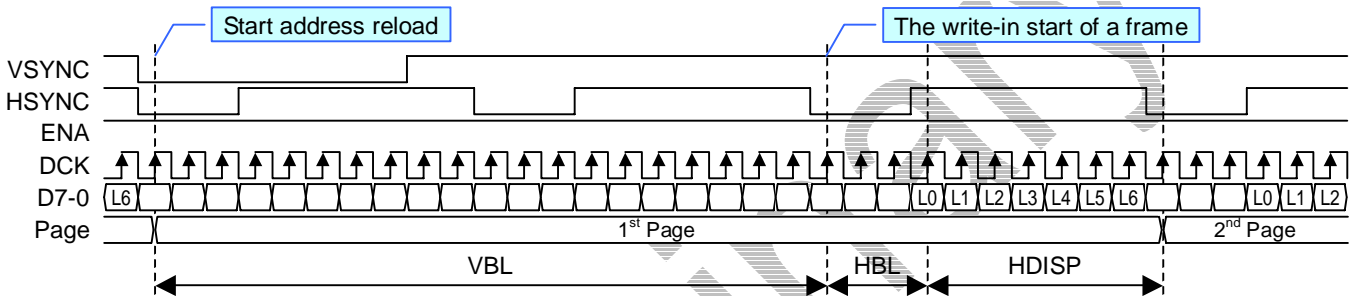 Start address reload
The write-in start of a frame
VSYNC
HSYNC
ENA
DCK
D7-0 L6 L0 L1 L2 L3 L4 L5 L6 L0 L1 L2
Page 1st Page 2nd Page
VBL HBL HDISP